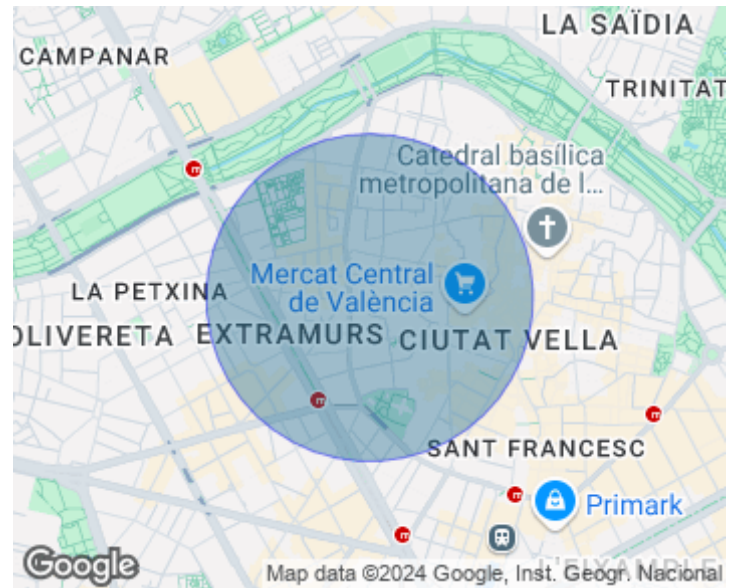 LA SAÏDIA
CAMPANAR
TRINITAT
Catedral basílica
metropolitana de l...
Mercat Central
de València
LA PETXINA
OLIVERETA
EXTRAMURS
CIUTAT VELLA
SANT FRANCESC
Primark
L'EIXAMPLE
Google
Map data ©2024 Google, Inst. Geogr. Nacional